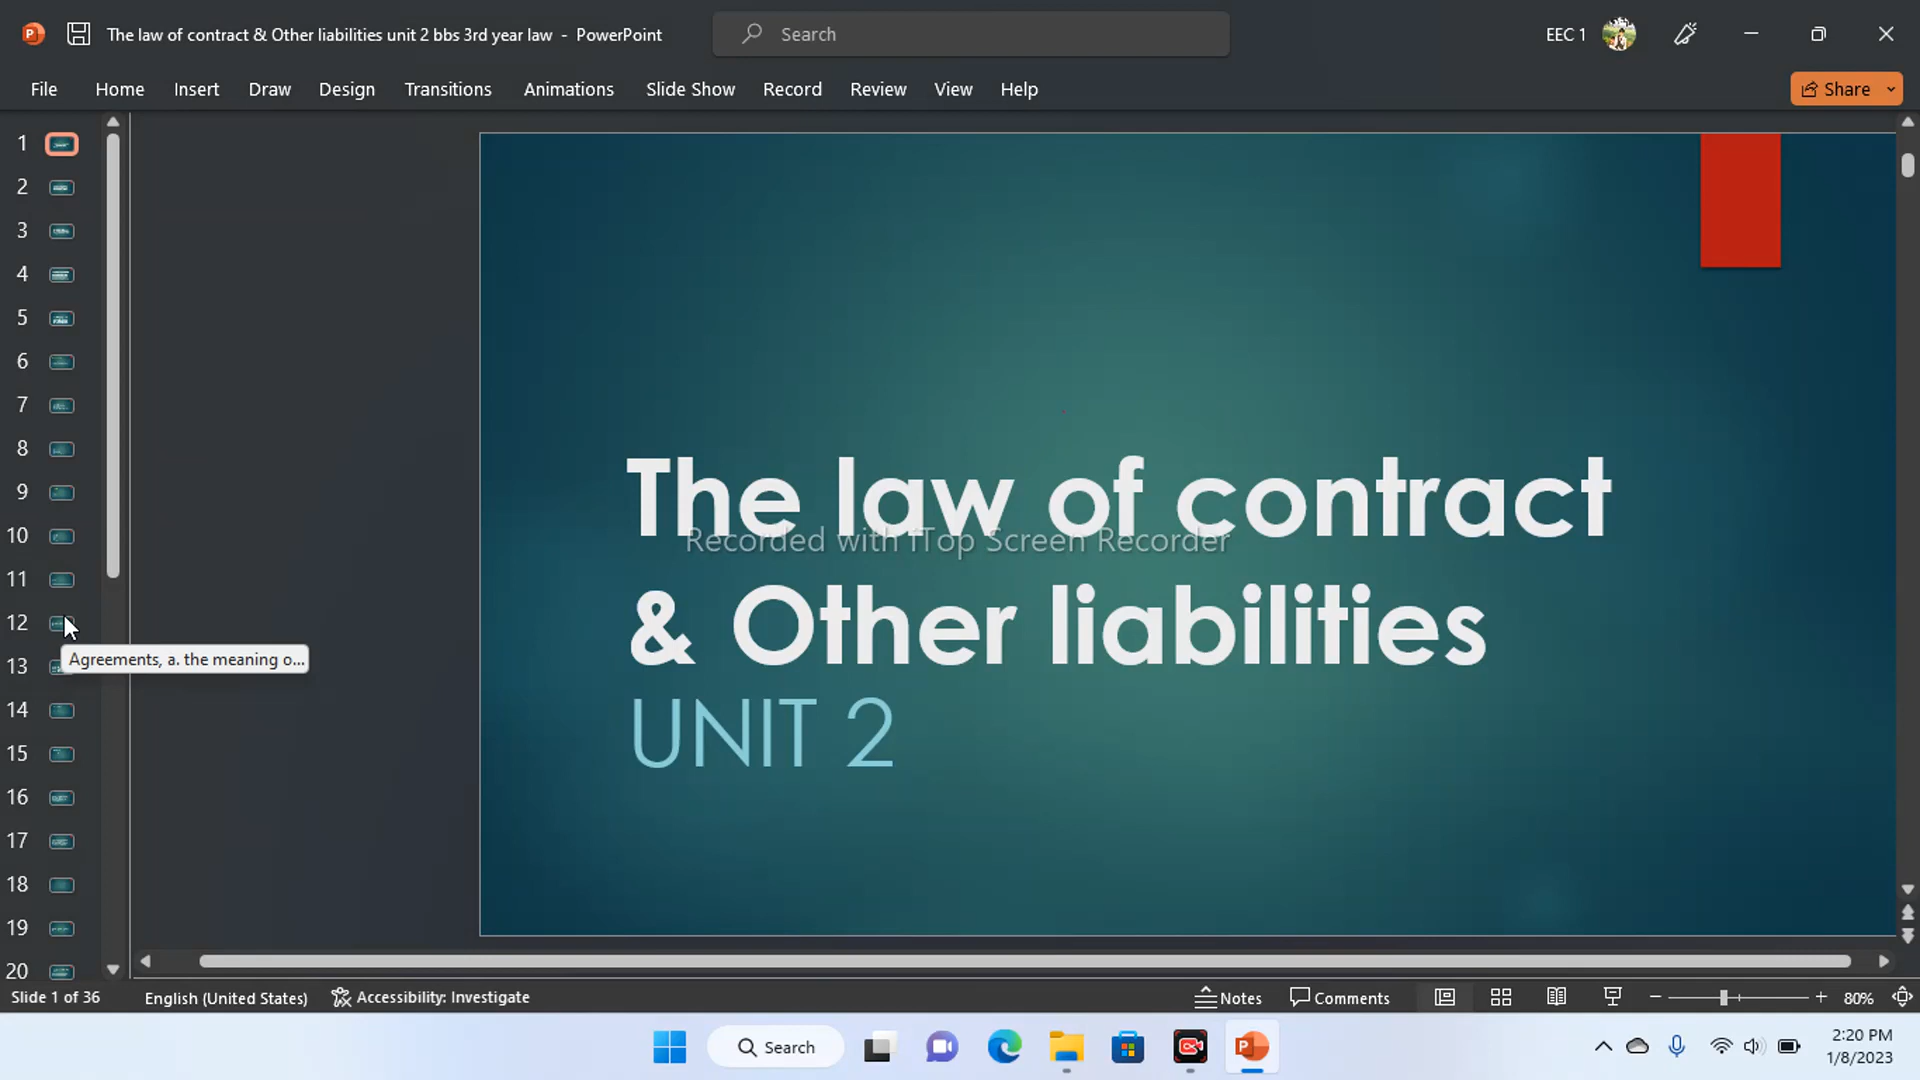 The law of contract & Other liabilities unit 2 bbs 3rd year law - PowerPoint
Search
EEC 1
File Home Insert Draw Design Transitions Animations Slide Show Record Review View Help
Share
1
2
3
4
5
6
7
8
9
10
11
12
13
14
15
16
17
18
19
20
Agreements, a. the meaning o...
The law of contract
Recorded with iTop Screen Recorder
& Other liabilities
UNIT 2
Slide 1 of 36 English (United States) Accessibility: Investigate Notes Comments 80%
Search
2:20 PM
1/8/2023